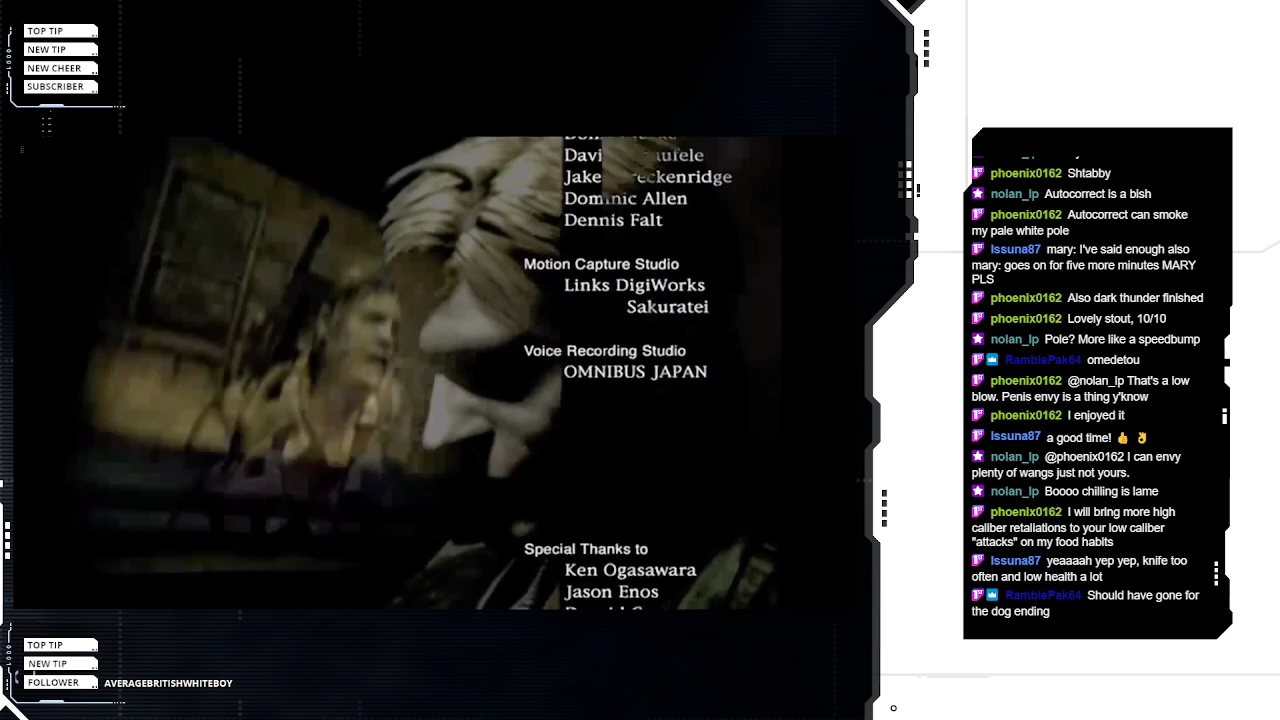 TOP TIP
NEW TIP
NEW CHEER
SUBSCRIBER
Dennis Falt
Dominic Allen
Motion Capture Studio
Links DigiWorks
Sakuratei
Voice Recording Studio
OMNIBUS JAPAN
Special Thanks to
Ken Ogasawara
Jason Enos
TOP TIP
NEW TIP
FOLLOWER AVERAGEBRITISHWHITEBOY
phoenix0162 Shtabby
nolan_lp Autocorrect is a bish
phoenix0162 Autocorrect can smoke
my pale white pole
Issuna87 mary: I've said enough also
mary: goes on for five more minutes MARY
PLS
phoenix0162 Also dark thunder finished
phoenix0162 Lovely stout, 10/10
nolan_lp Pole? More like a speedbump
RamblePak64 omedetou
phoenix0162 @nolan_lp That's a low
blow. Penis envy is a thing y'know
phoenix0162 I enjoyed it
Issuna87 a good time! 👍 👌
nolan_lp @phoenix0162 I can envy
plenty of wangs just not yours.
nolan_lp Boooo chilling is lame
phoenix0162 I will bring more high
caliber retaliations to your low caliber
"attacks" on my food habits
Issuna87 yeaaaah yep yep, knife too
often and low health a lot
RamblePak64 Should have gone for
the dog ending